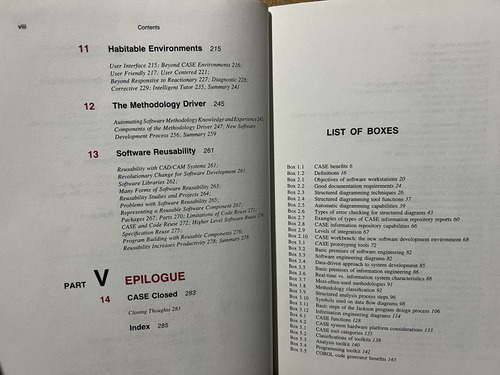 viii
Contents
11 Habitable Environments 215
User Interface 215; Beyond CASE Environments 216;
User Friendly 217; User Centered 221;
Beyond Responsive to Reactionary 227; Diagnostic 228;
Corrective 229; Intelligent Tutor 235; Summary 241
12 The Methodology Driver 245
Automating Software Methodology Knowledge and Experience 245
Components of the Methodology Driver 247; New Software
Development Process 256; Summary 259
13 Software Reusability 261
Reusability with CAD/CAM Systems 261;
Revolutionary Change for Software Development 261;
Software Libraries 262;
Many Forms of Software Reusability 263;
Reusability Studies and Projects 264;
Problems with Software Reusability 265;
Representing a Reusable Software Component 267;
Packages 267; Parts 270; Limitations of Code Reuse 271;
CASE and Code Reuse 272; Higher Level Software Reuse
Specification Reuse 275;
Program Building with Reusable Components 276;
Reusability Increases Productivity 278; Summary 278
PART V EPILOGUE
14 CASE Closed 283
Closing Thoughts 283
Index 285
LIST OF BOXES
Box 1.1 CASE benefits 6
Box 1.2 Definitions 16
Box 2.1 Objectives of software workstations 20
Box 2.2 Good documentation requirements 24
Box 2.3 Structured diagramming techniques 26
Box 2.4 Structured diagramming tool functions 37
Box 2.5 Automatic diagramming capabilities 39
Box 2.6 Types of error checking for structured diagrams 43
Box 2.7 Examples of types of CASE information repository reports 60
Box 2.8 CASE information repository capabilities 66
Box 2.9 Levels of integration 67
Box 2.10 CASE workbench: the new software development environment 68
Box 3.1 CASE prototyping tools 72
Box 3.2 Basic premises of software engineering 82
Box 3.3 Software engineering diagrams 82
Box 3.4 Data-driven approach to system development 85
Box 3.5 Basic premises of information engineering 86
Box 3.6 Real-time vs. information system characteristics 88
Box 3.7 Most-often-used methodologies 91
Box 3.8 Methodology classification 92
Box 3.9 Structured analysis process steps 96
Box 3.10 Symbols used on data flow diagrams 98
Box 3.11 Basic steps of the Jackson program design process 106
Box 3.12 Information engineering diagrams 114
Box 4.1 CASE functions 128
Box 4.2 CASE system hardware platform considerations 131
Box 5.1 CASE tool categories 135
Box 5.2 Classifications of toolkits 138
Box 5.3 Analysis toolkit 140
Box 5.4 Programming toolkit 142
Box 5.5 COBOL code generator benefits 143